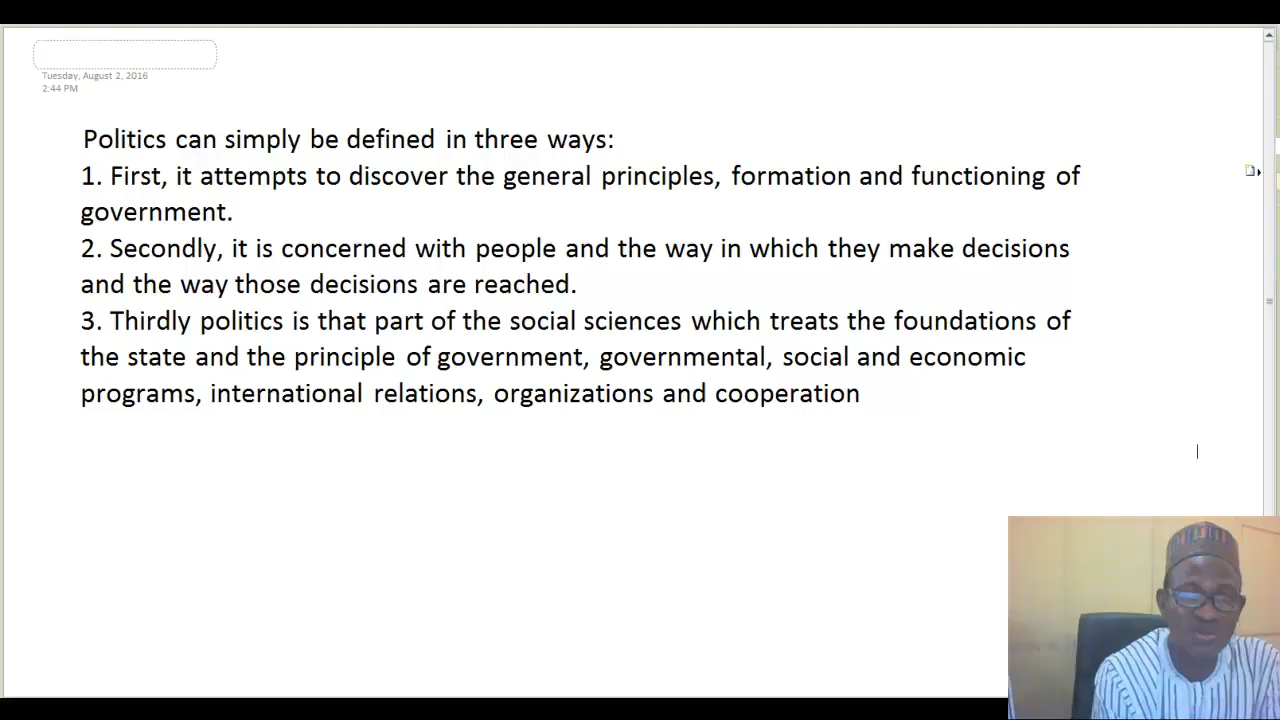 Tuesday, August 2, 2016
2:44 PM
Politics can simply be defined in three ways:
1. First, it attempts to discover the general principles, formation and functioning of
government.
2. Secondly, it is concerned with people and the way in which they make decisions
and the way those decisions are reached.
3. Thirdly politics is that part of the social sciences which treats the foundations of
the state and the principle of government, governmental, social and economic
programs, international relations, organizations and cooperation